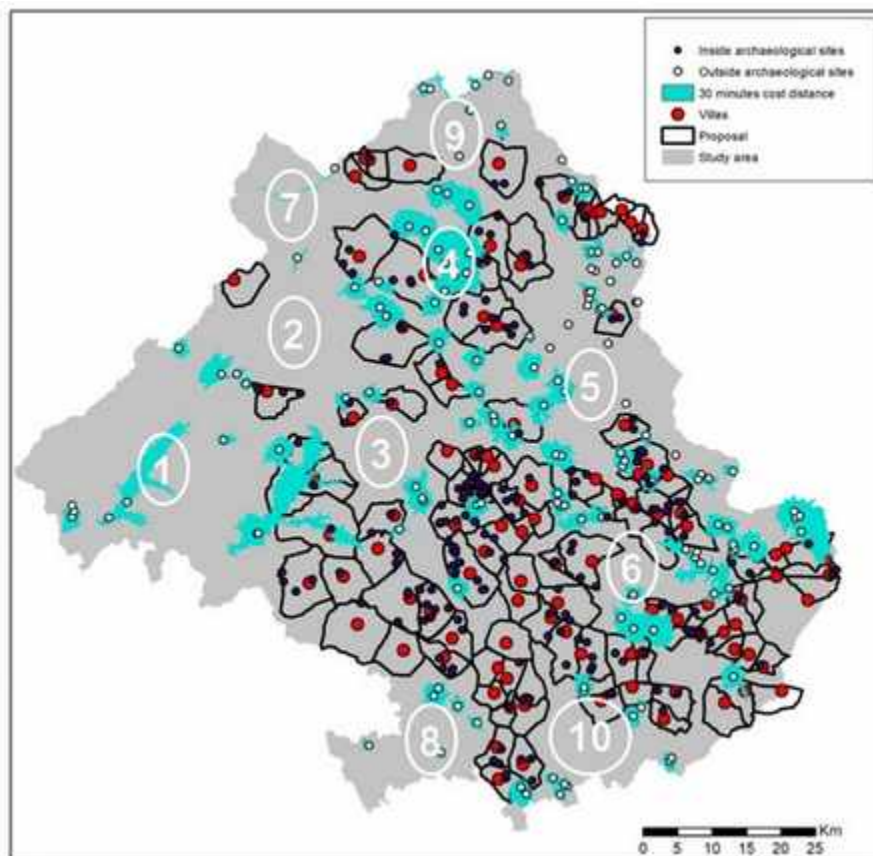 Inside archaeological sites
Outside archaeological sites
30 minutes cost distance
Villes
Proposal
Study area
9
7
4
2
5
3
1
6
8
10
Km
0 5 10 15 20 25